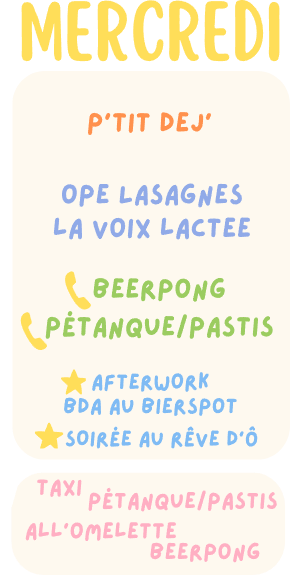 MERCREDI
P'TIT DEJ'
OPE LASAGNES
LA VOIX LACTEE
BEERPONG
PÉTANQUE/PASTIS
AFTERWORK
BDA AU BIERSPOT
SOIRÉE AU RÊVE D'Ô
TAXI
PÉTANQUE/PASTIS
ALL'OMELETTE
BEERPONG